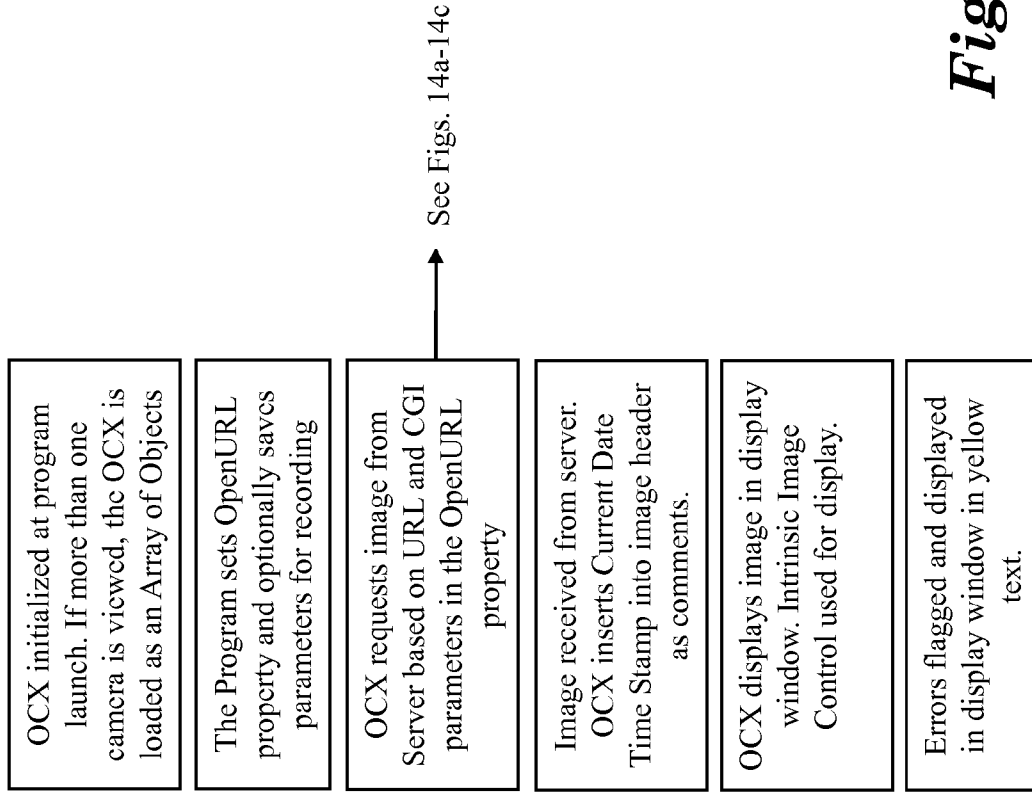 OCX initialized at program
launch. If more than one
camera is viewed, the OCX is
loaded as an Array of Objects
The Program sets OpenURL
property and optionally saves
parameters for recording
OCX requests image from
Server based on URL and CGI
parameters in the OpenURL
property
See Figs. 14a-14c
Image received from server.
OCX inserts Current Date
Time Stamp into image header
as comments.
OCX displays image in display
window. Intrinsic Image
Control used for display.
Errors flagged and displayed
in display window in yellow
text.
Fig